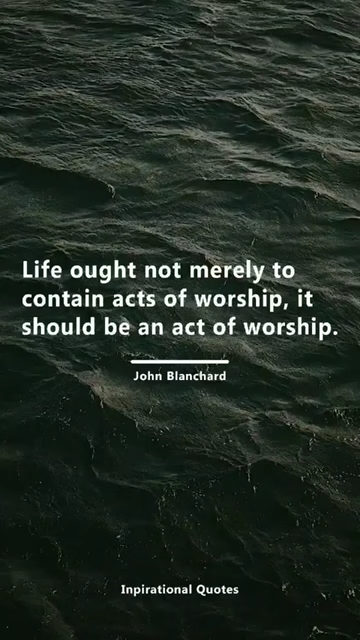 Life ought not merely to
contain acts of worship, it
should be an act of worship.
John Blanchard
Inpirational Quotes